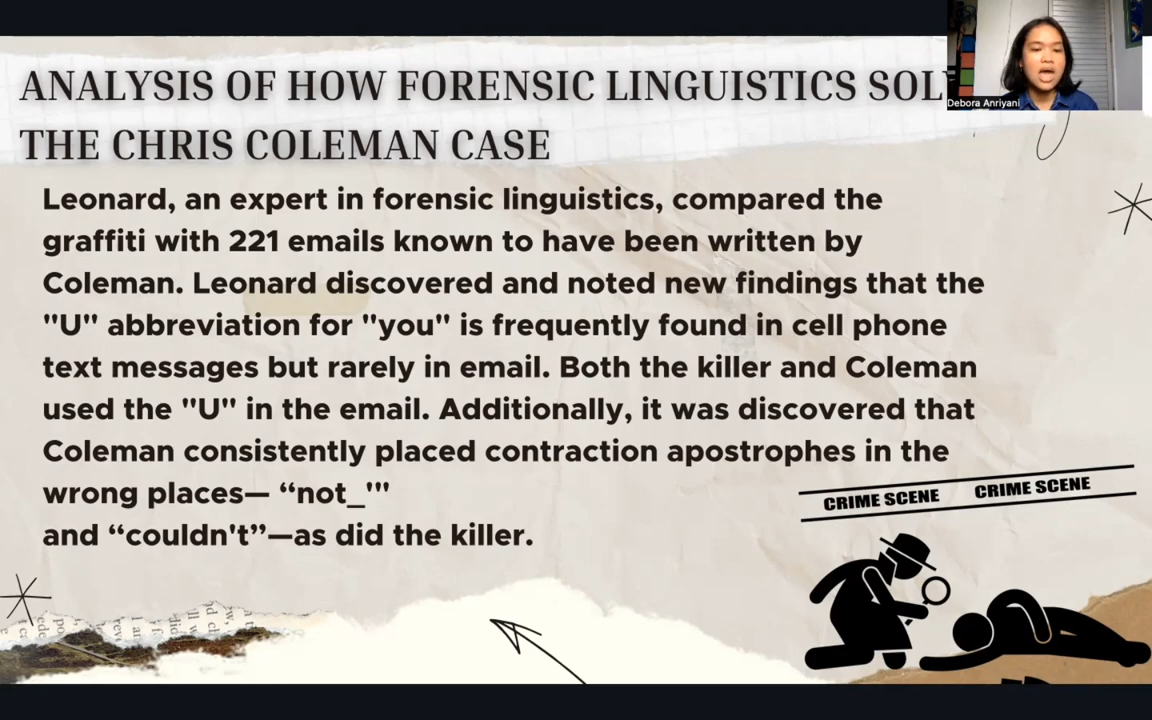 ANALYSIS OF HOW FORENSIC LINGUISTICS
THE CHRIS COLEMAN CASE
Debora Anriyani
Leonard, an expert in forensic linguistics, compared the
graffiti with 221 emails known to have been written by
Coleman. Leonard discovered and noted new findings that the
"U" abbreviation for "you" is frequently found in cell phone
text messages but rarely in email. Both the killer and Coleman
used the "U" in the email. Additionally, it was discovered that
Coleman consistently placed contraction apostrophes in the
wrong places— “not_'"
and “couldn't”—as did the killer.
CRIME SCENE CRIME SCENE